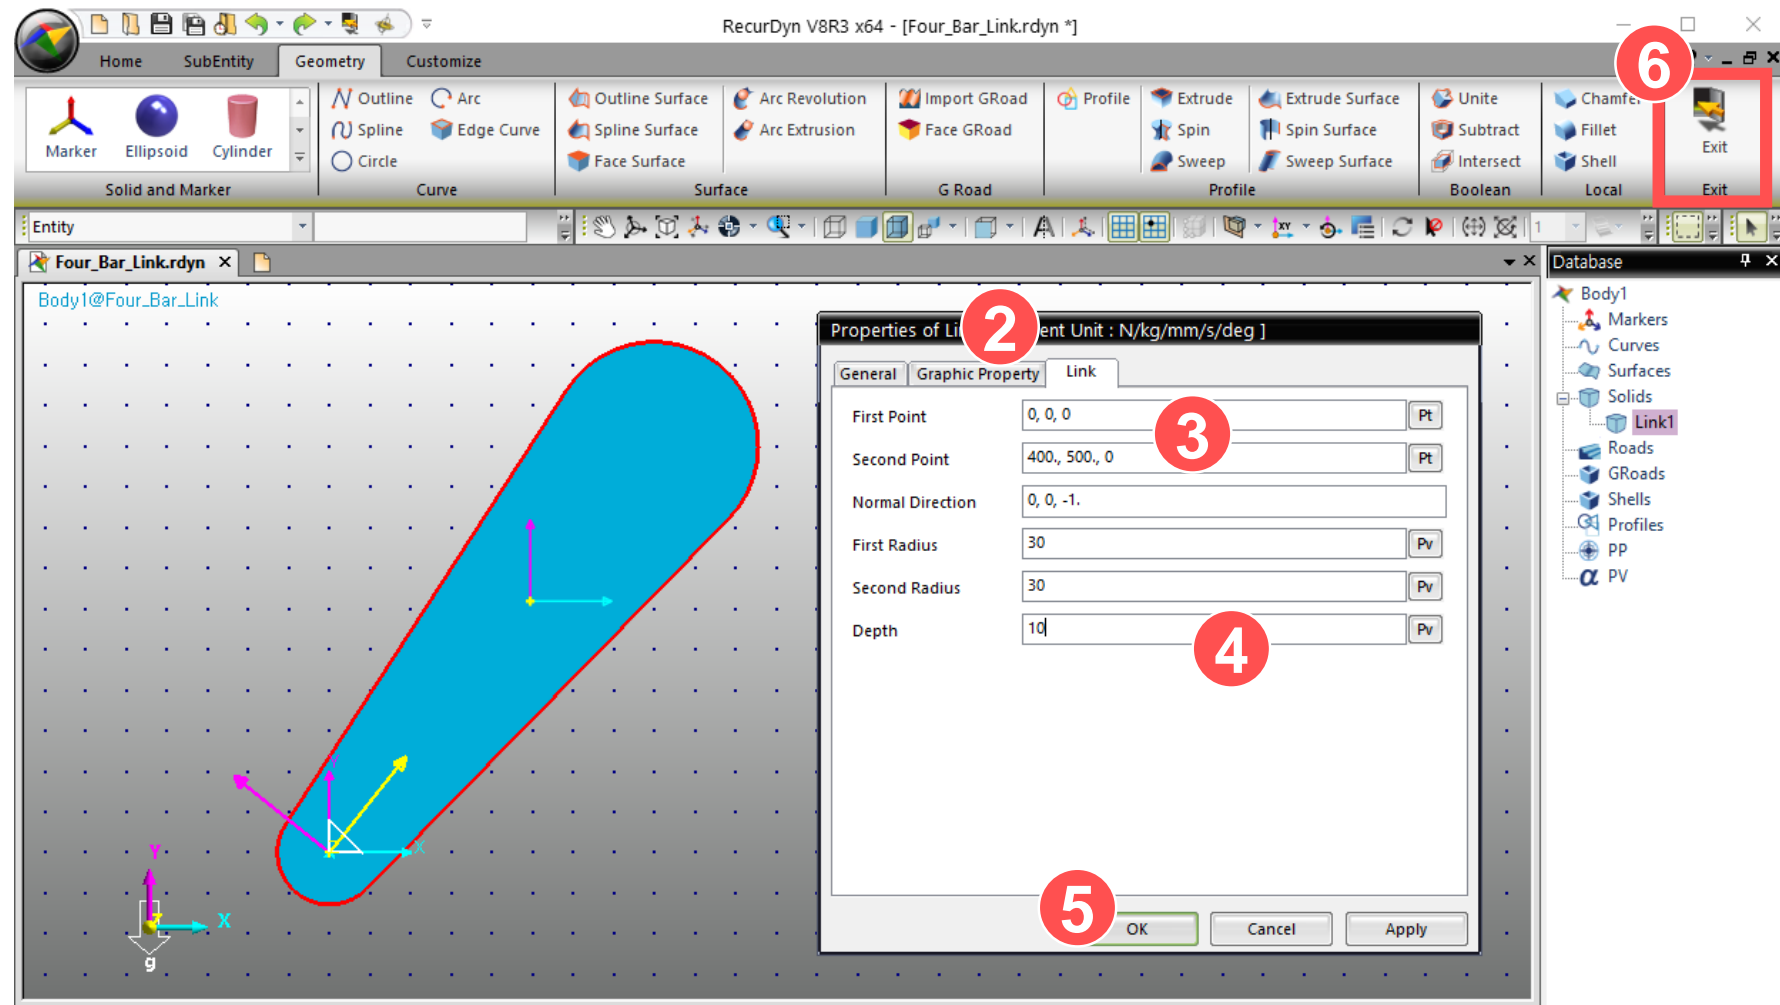 RecurDyn V8R3 x64 - [Four_Bar_Link.rdyn *]
6
Home SubEntity Geometry Customize
Outline Arc Outline Surface Arc Revolution Import GRoad Profile Extrude Extrude Surface Unite Chamfer
Spline Edge Curve Spline Surface Arc Extrusion Face GRoad Spin Spin Surface Subtract Fillet
Marker Ellipsoid Cylinder Circle Face Surface Sweep Sweep Surface Intersect Shell Exit
Solid and Marker Curve Surface G Road Profile Boolean Local Exit
Entity 1
Four_Bar_Link.rdyn Database
Body1@Four_Bar_Link
Body1
Markers
Curves
Surfaces
Solids
Link1
Roads
GRoads
Shells
Profiles
PP
PV
2
Properties of Li ent Unit : N/kg/mm/s/deg ]
General Graphic Property Link
First Point 0, 0, 0 Pt
3
Second Point 400., 500., 0 Pt
Normal Direction 0, 0, -1.
First Radius 30 Pv
Second Radius 30 Pv
Depth 10 Pv
4
5
OK Cancel Apply
X
Y
X
g